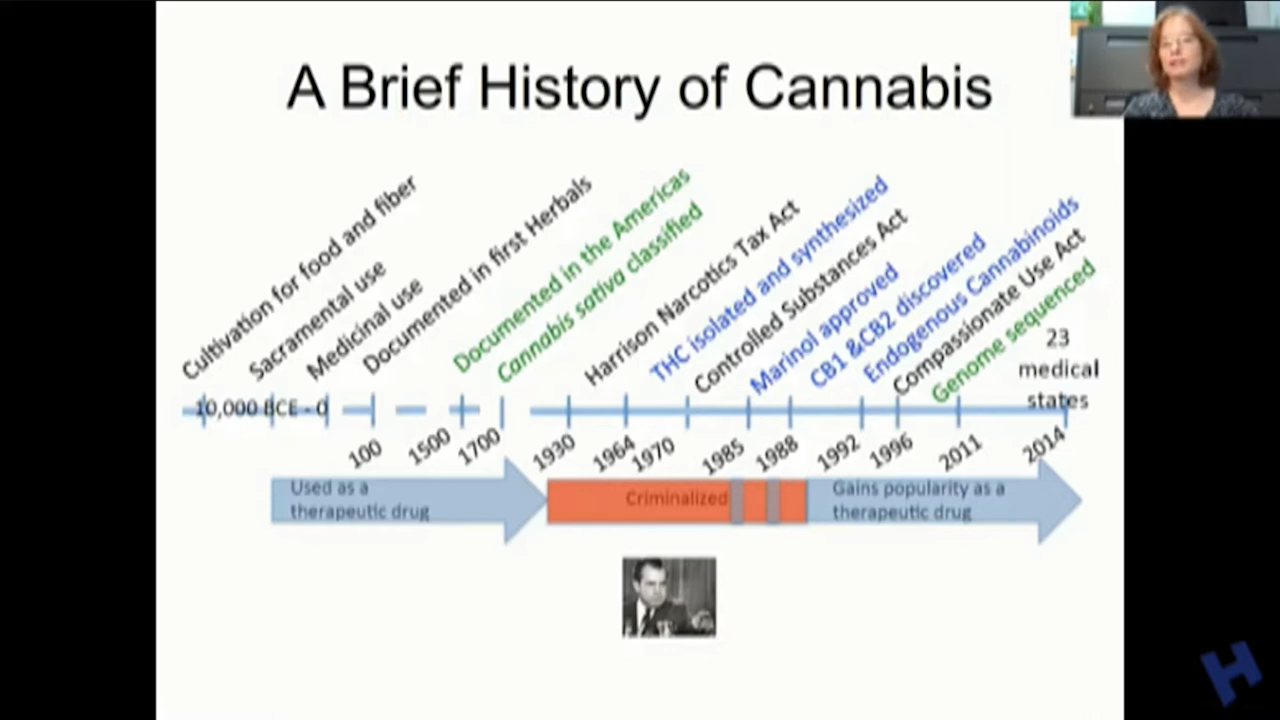 A Brief History of Cannabis
Cultivation for food and fiber
Sacramental use
Medicinal use
Documented in first Herbals
Documented in the Americas
Cannabis sativa classified
Harrison Narcotics Tax Act
THC isolated and synthesized
Controlled Substances Act
Marinol approved
CB1 &CB2 discovered
Endogenous Cannabinoids
Compassionate Use Act
Genome sequenced
23
medical
states
10,000 BCE - 0
100
1500
1700
1930
1964
1970
1985
1988
1992
1996
2011
2014
Used as a
therapeutic drug
Criminalized
Gains popularity as a
therapeutic drug
H